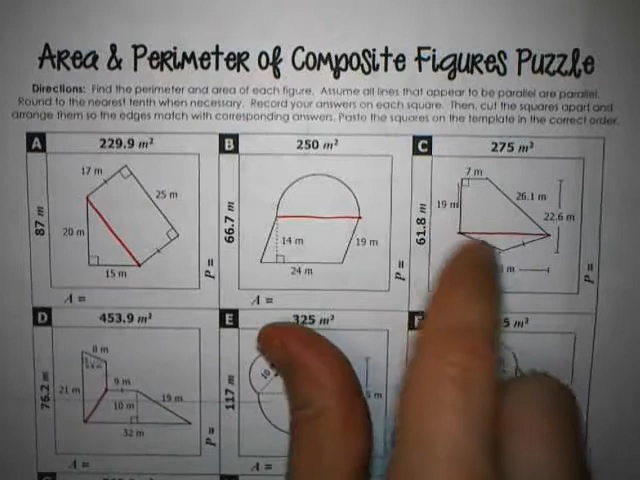 Area & Perimeter of Composite Figures Puzzle
Directions: Find the perimeter and area of each figure. Assume all lines that appear to be parallel are parallel.
Round to the nearest tenth when necessary. Record your answers on each square. Then, cut the squares apart and
arrange them so the edges match with corresponding answers. Paste the squares on the template in the correct order.
A
229.9 m²
87 m
17 m
25 m
20 m
15 m
P =
A =
B
250 m²
66.7 m
14 m
19 m
24 m
P =
A =
C
275 m²
61.8 m
7 m
19 m
26.1 m
22.6 m
m
P =
D
453.9 m²
76.2 m
8 m
21 m
9 m
10 m
19 m
32 m
P =
A =
E
325 m²
117 m
10
m
A =
F
5 m²